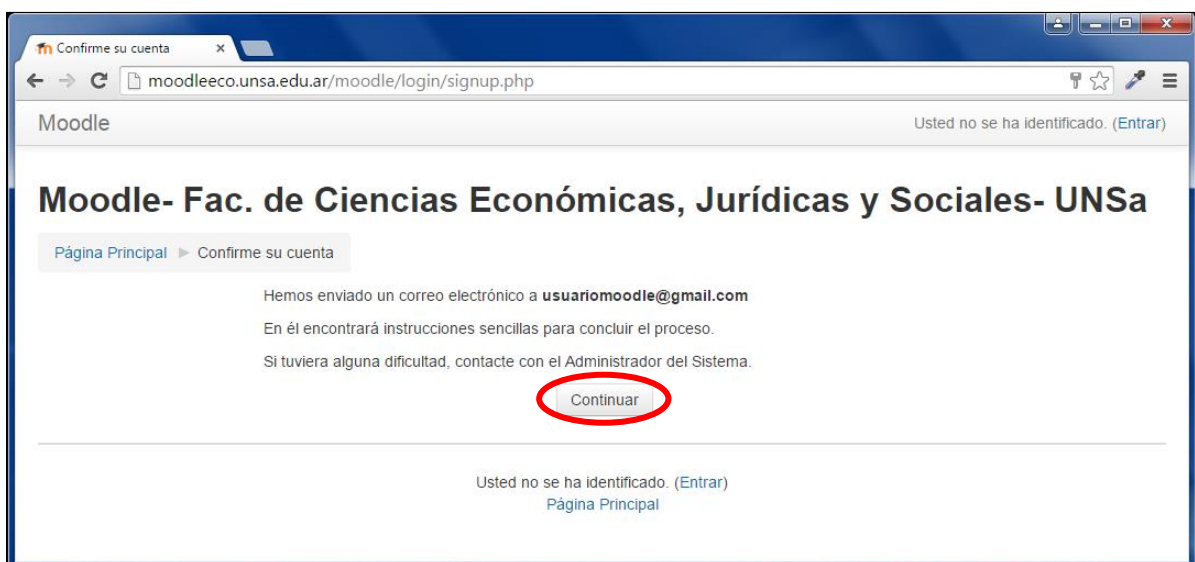 Confirme su cuenta
moodleeco.unsa.edu.ar/moodle/login/signup.php
Moodle
Usted no se ha identificado. (Entrar)
Moodle- Fac. de Ciencias Económicas, Jurídicas y Sociales- UNSa
Página Principal ► Confirme su cuenta
Hemos enviado un correo electrónico a usuariomoodle@gmail.com
En él encontrará instrucciones sencillas para concluir el proceso.
Si tuviera alguna dificultad, contacte con el Administrador del Sistema.
Continuar
Usted no se ha identificado. (Entrar)
Página Principal